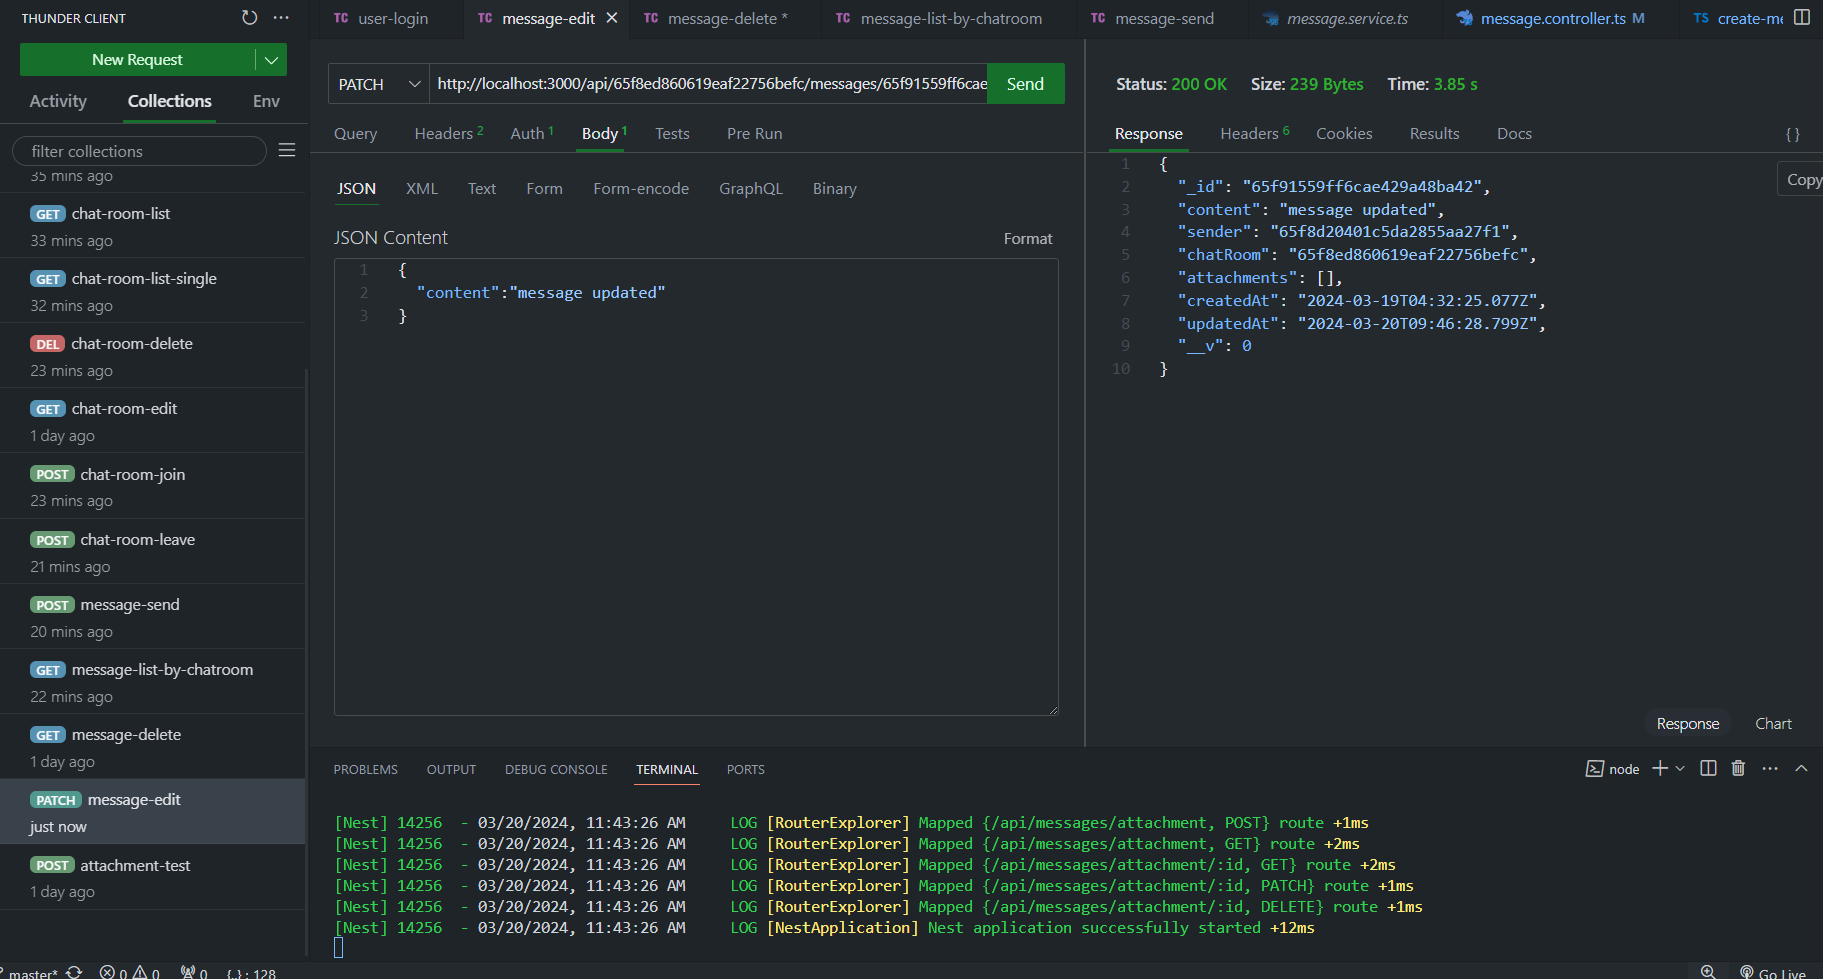 THUNDER CLIENT
New Request
Activity Collections Env
filter collections
35 mins ago
GET chat-room-list
33 mins ago
GET chat-room-list-single
32 mins ago
DEL chat-room-delete
23 mins ago
GET chat-room-edit
1 day ago
POST chat-room-join
23 mins ago
POST chat-room-leave
21 mins ago
POST message-send
20 mins ago
GET message-list-by-chatroom
22 mins ago
GET message-delete
1 day ago
PATCH message-edit
just now
POST attachment-test
1 day ago
TC user-login TC message-edit TC message-delete * TC message-list-by-chatroom TC message-send message.service.ts message.controller.ts M TS create-me
PATCH http://localhost:3000/api/65f8ed860619eaf22756befc/messages/65f91559ff6cae Send
Query Headers 2 Auth 1 Body 1 Tests Pre Run
JSON XML Text Form Form-encode GraphQL Binary
JSON Content Format
1 {
2 "content":"message updated"
3 }
Status: 200 OK Size: 239 Bytes Time: 3.85 s
Response Headers 6 Cookies Results Docs { }
Copy
1 {
2 "_id": "65f91559ff6cae429a48ba42",
3 "content": "message updated",
4 "sender": "65f8d20401c5da2855aa27f1",
5 "chatRoom": "65f8ed860619eaf22756befc",
6 "attachments": [],
7 "createdAt": "2024-03-19T04:32:25.077Z",
8 "updatedAt": "2024-03-20T09:46:28.799Z",
9 "__v": 0
10 }
Response Chart
PROBLEMS OUTPUT DEBUG CONSOLE TERMINAL PORTS node
[Nest] 14256 - 03/20/2024, 11:43:26 AM LOG [RouterExplorer] Mapped {/api/messages/attachment, POST} route +1ms
[Nest] 14256 - 03/20/2024, 11:43:26 AM LOG [RouterExplorer] Mapped {/api/messages/attachment, GET} route +2ms
[Nest] 14256 - 03/20/2024, 11:43:26 AM LOG [RouterExplorer] Mapped {/api/messages/attachment/:id, GET} route +2ms
[Nest] 14256 - 03/20/2024, 11:43:26 AM LOG [RouterExplorer] Mapped {/api/messages/attachment/:id, PATCH} route +1ms
[Nest] 14256 - 03/20/2024, 11:43:26 AM LOG [RouterExplorer] Mapped {/api/messages/attachment/:id, DELETE} route +1ms
[Nest] 14256 - 03/20/2024, 11:43:26 AM LOG [NestApplication] Nest application successfully started +12ms
master* 0 0 0 {..} : 128 Go Live